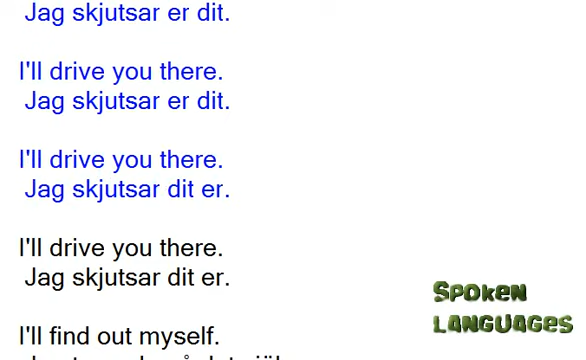 Jag skjutsar er dit.
I'll drive you there.
Jag skjutsar er dit.
I'll drive you there.
Jag skjutsar dit er.
I'll drive you there.
Jag skjutsar dit er.
I'll find out myself.
Spoken
Languages